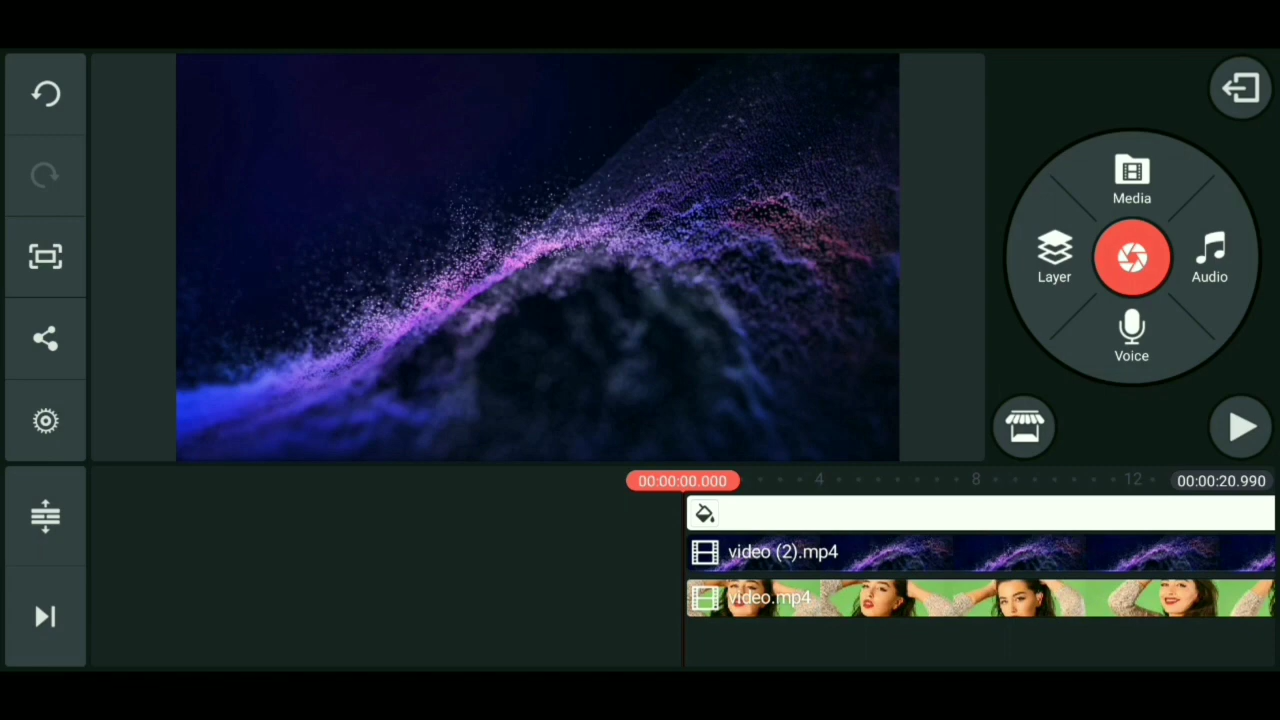 Media
Layer
Audio
Voice
00:00:00.000
4
8
12
00:00:20.990
video (2).mp4
video.mp4